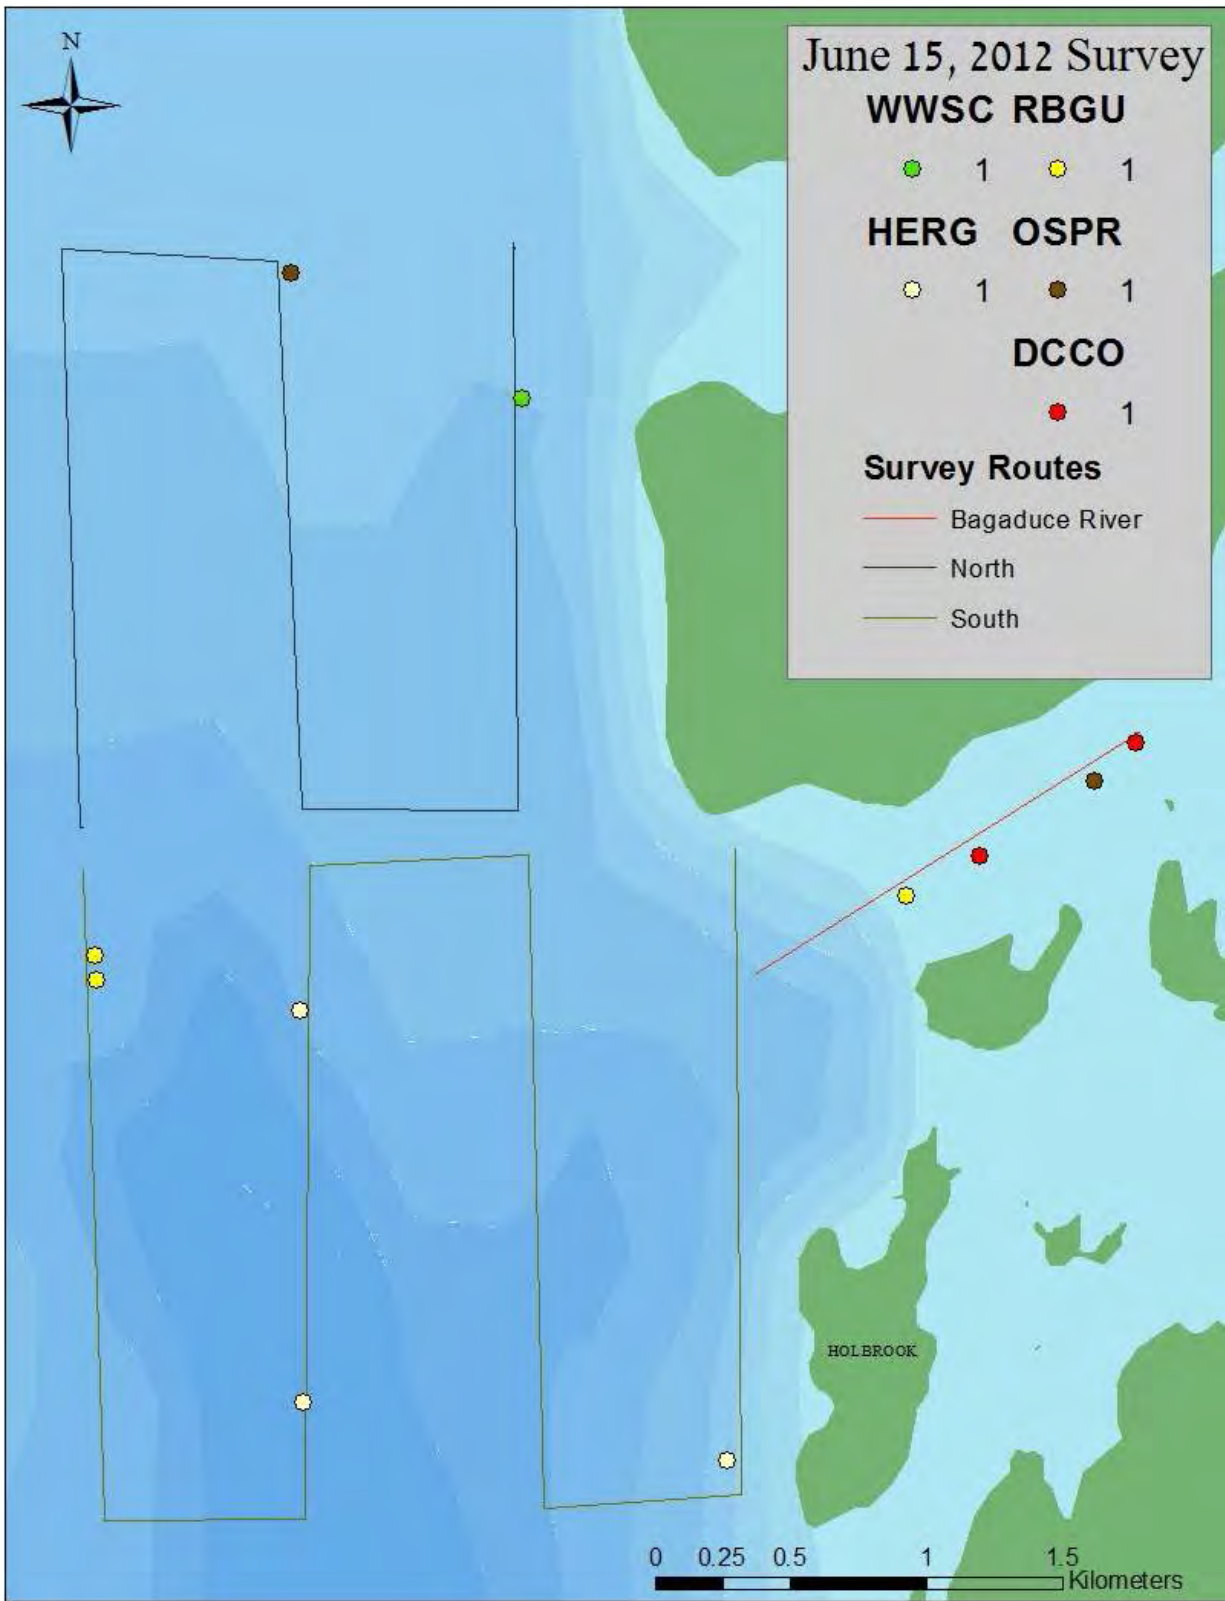 N
June 15, 2012 Survey
WWSC RBGU
1 1
HERG OSPR
1 1
DCCO
1
Survey Routes
Bagaduce River
North
South
HOLBROOK
0 0.25 0.5 1 1.5
Kilometers